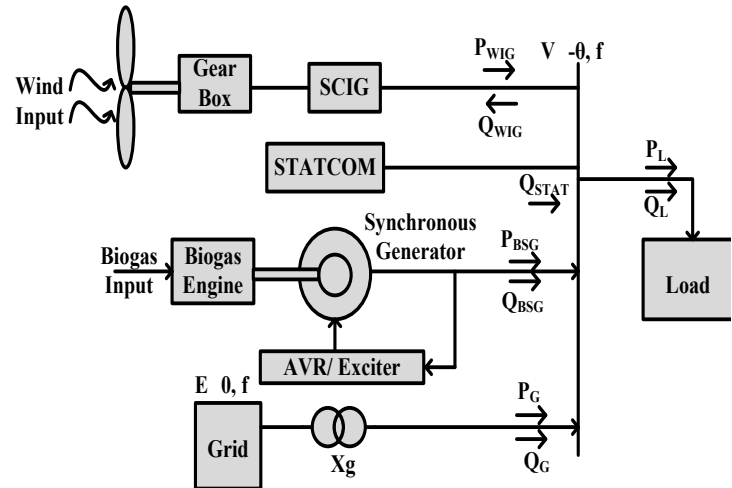 Wind
Input
Gear
Box
SCIG
P_WIG
Q_WIG
V -θ, f
STATCOM
Q_STAT
P_L
Q_L
Load
Synchronous
Generator
Biogas
Input
Biogas
Engine
P_BSG
Q_BSG
AVR/ Exciter
E 0, f
Grid
Xg
P_G
Q_G